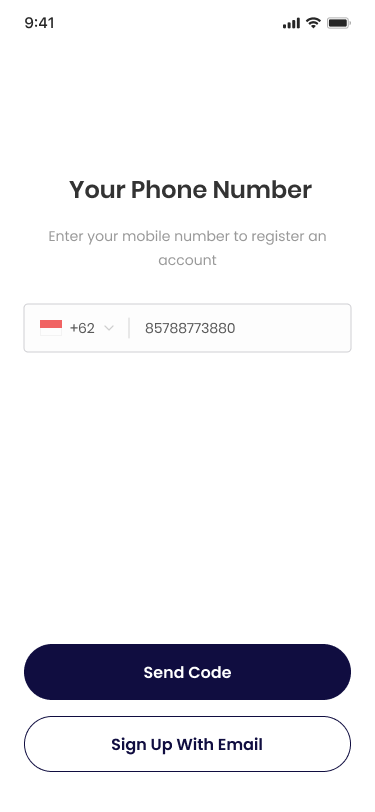 9:41
Your Phone Number
Enter your mobile number to register an
account
+62 85788773880
Send Code
Sign Up With Email